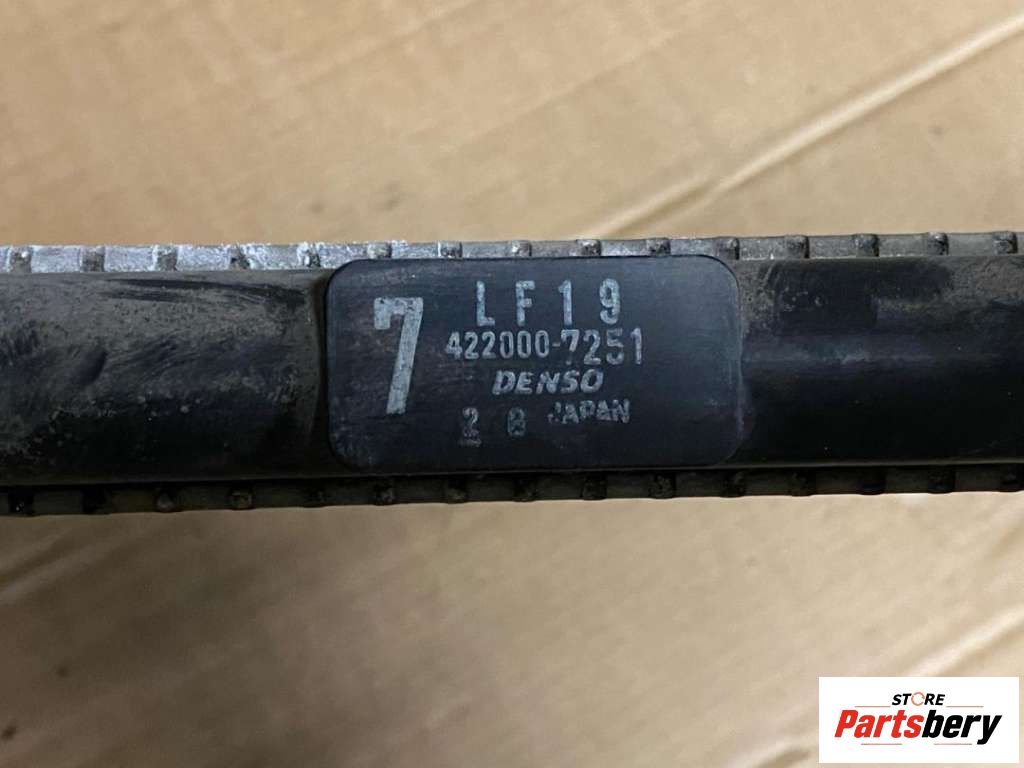 7
LF19
422000-7251
DENSO
2 8 JAPAN
STORE
Partsbery